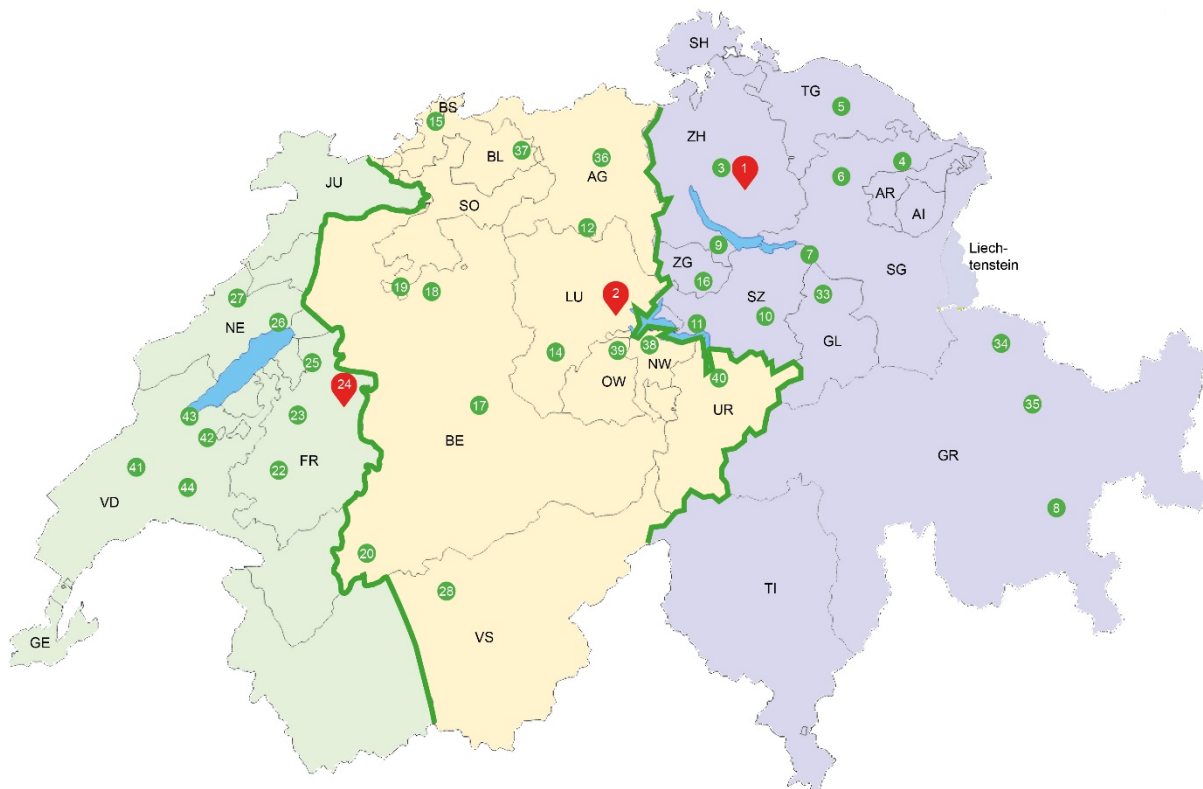 SH
TG
5
BS
15
ZH
BL
37
36
3
1
4
AG
JU
6
AR
AI
SO
12
9
7
Liech-
tenstein
ZG
SG
16
27
19
18
LU
2
SZ
33
NE
26
11
10
GL
34
25
14
39
38
NW
24
OW
40
35
43
23
17
UR
42
BE
GR
41
22
FR
44
VD
8
20
28
TI
GE
VS